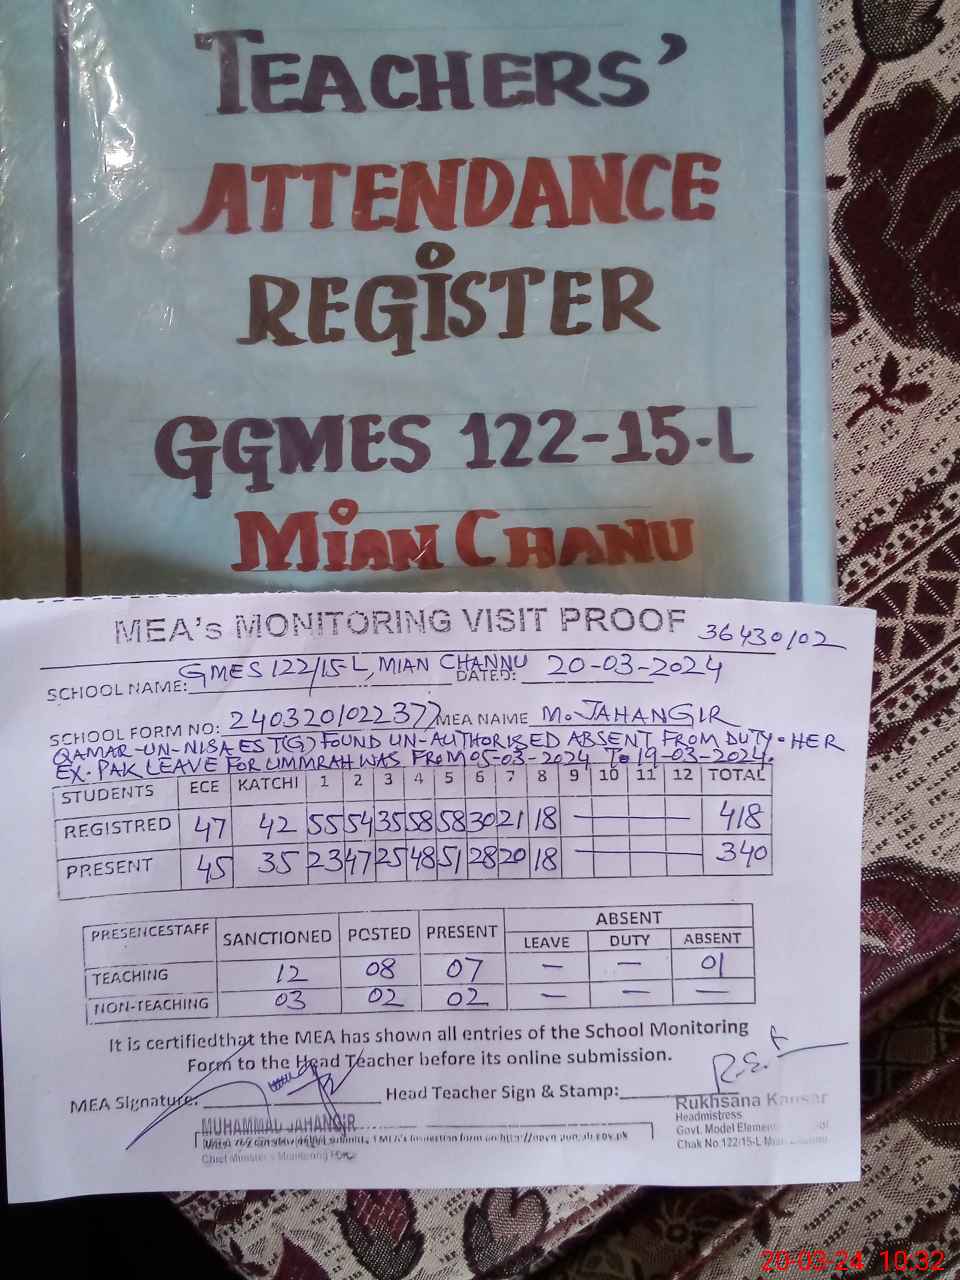 TEACHERS'
ATTENDANCE
REGISTER
GGMES 122-15-L
MIAN CHANU
MEA's MONITORING VISIT PROOF 36430102
SCHOOL NAME: GMES 122/15-L, MIAN CHANNU DATED: 20-03-2024
SCHOOL FORM NO: 2403201022377 MEA NAME M. JAHANGIR
QAMAR-UN-NISA EST(G) FOUND UN-AUTHORISED ABSENT FROM DUTY. HER
EX-PAK LEAVE FOR UMMRAH WAS FROM 05-03-2024 To 19-03-2024.
STUDENTS ECE KATCHI 1 2 3 4 5 6 7 8 9 10 11 12 TOTAL
REGISTRED 47 42 55 54 35 58 58 30 21 18 — 418
PRESENT 45 35 23 47 25 48 51 28 20 18 — 340
PRESENCESTAFF SANCTIONED POSTED PRESENT ABSENT
LEAVE DUTY ABSENT
TEACHING 12 08 07 — — 01
NON-TEACHING 03 02 02 — — —
It is certifiedthat the MEA has shown all entries of the School Monitoring
Form to the Head Teacher before its online submission.
MEA Signature: Head Teacher Sign & Stamp:
MUHAMMAD JAHANGIR
Chief Minister's Monitoring Force
Rukhsana Kausar
Headmistress
Govt. Model
Chak No 122/15-L
20-03-24 10:32